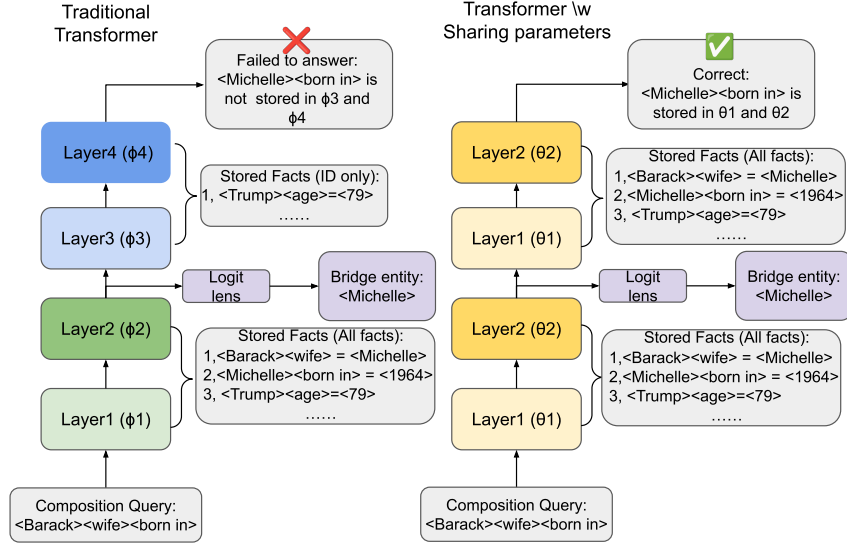 Traditional
Transformer
Failed to answer:
<Michelle><born in> is
not stored in ϕ3 and
ϕ4
Layer4 (ϕ4)
Stored Facts (ID only):
1, <Trump><age>=<79>
......
Layer3 (ϕ3)
Logit
lens
Bridge entity:
<Michelle>
Layer2 (ϕ2)
Stored Facts (All facts):
1,<Barack><wife> = <Michelle>
2,<Michelle><born in> = <1964>
3, <Trump><age>=<79>
......
Layer1 (ϕ1)
Composition Query:
<Barack><wife><born in>
Transformer \w
Sharing parameters
Correct:
<Michelle><born in> is
stored in θ1 and θ2
Layer2 (θ2)
Stored Facts (All facts):
1,<Barack><wife> = <Michelle>
2,<Michelle><born in> = <1964>
3, <Trump><age>=<79>
......
Layer1 (θ1)
Logit
lens
Bridge entity:
<Michelle>
Layer2 (θ2)
Stored Facts (All facts):
1,<Barack><wife> = <Michelle>
2,<Michelle><born in> = <1964>
3, <Trump><age>=<79>
......
Layer1 (θ1)
Composition Query:
<Barack><wife><born in>